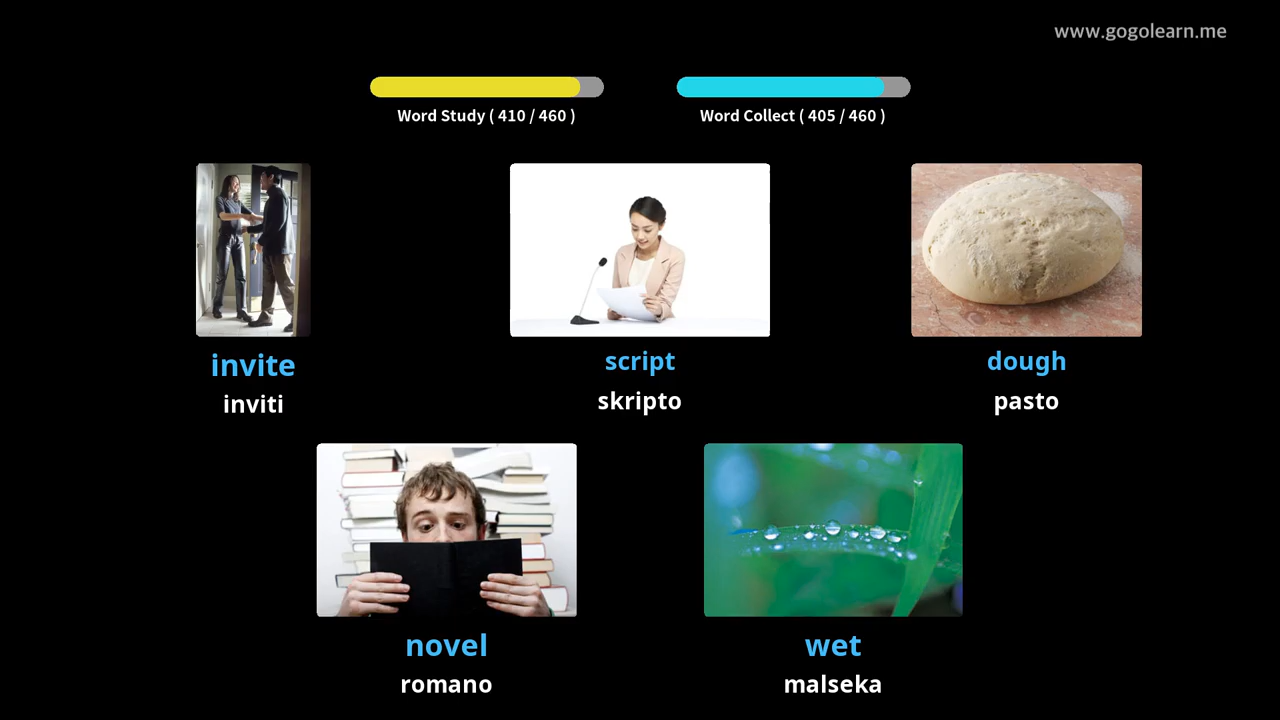 www.gogolearn.me
Word Study ( 410 / 460 )
Word Collect ( 405 / 460 )
invite
inviti
script
skripto
dough
pasto
novel
romano
wet
malseka